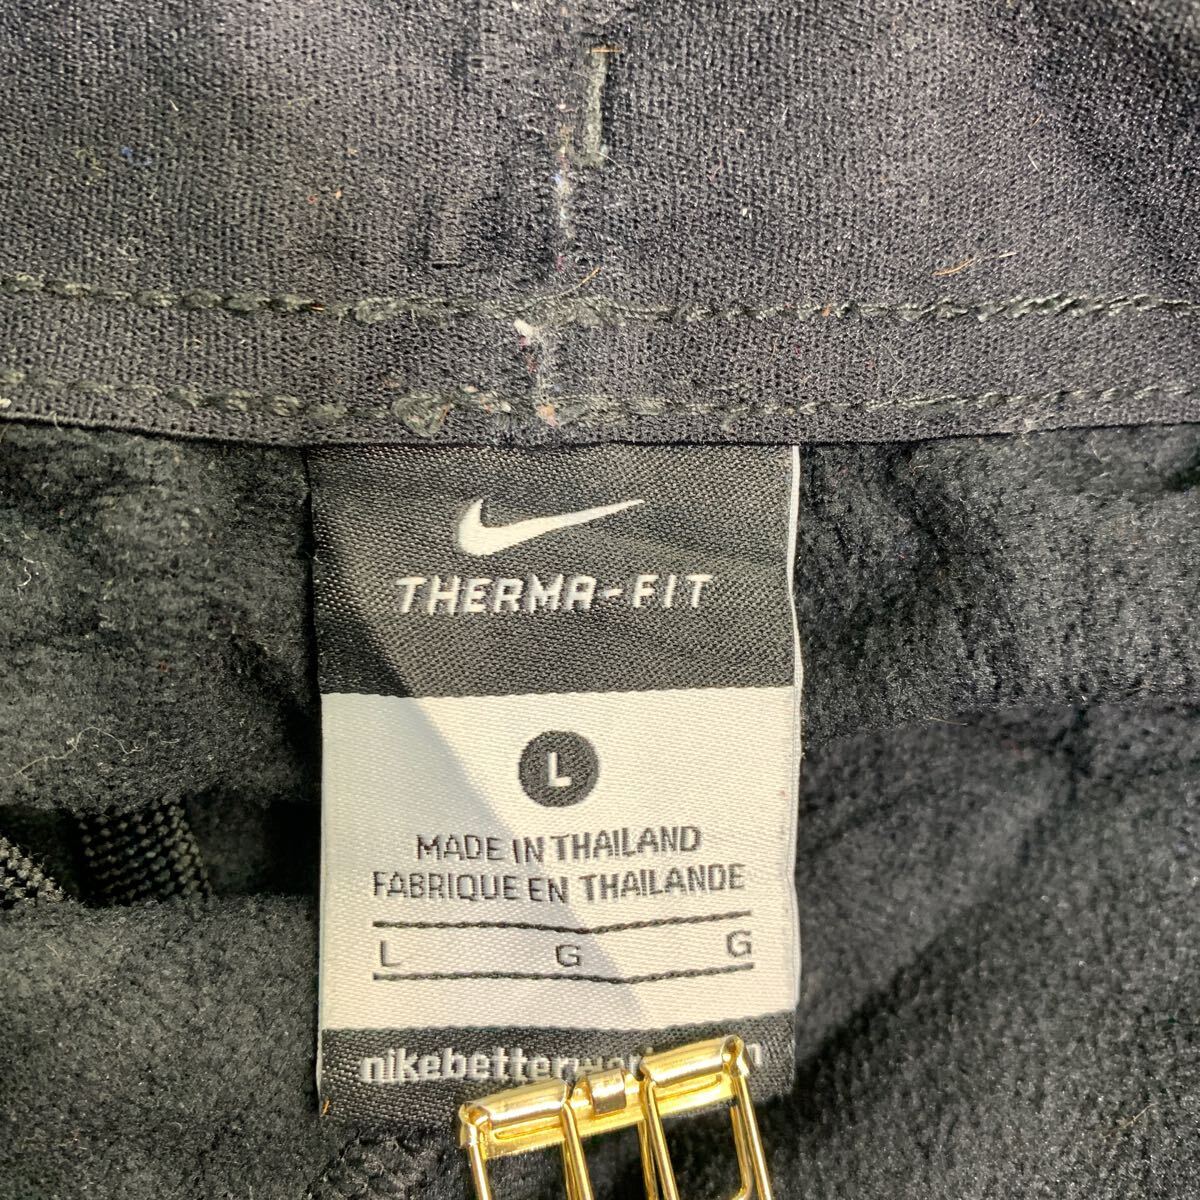 THERMA-FIT
L
MADE IN THAILAND
FABRIQUE EN THAILANDE
L G G